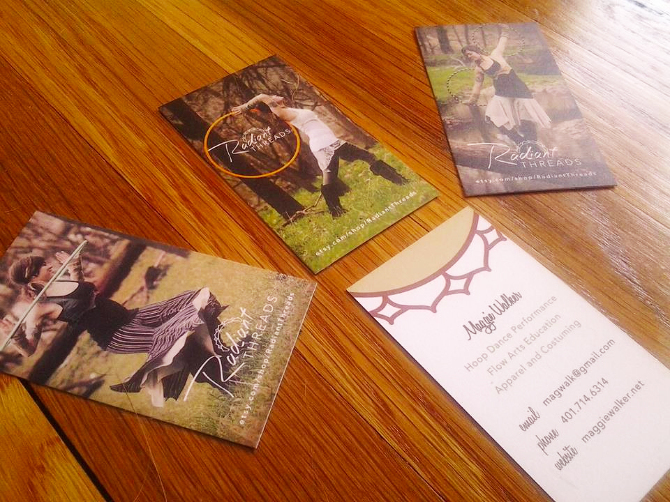 Radiant
THREADS
etsy.com/shop/RadiantThreads
Radiant
THREADS
etsy.com/shop/RadiantThreads
Radiant
THREADS
etsy.com/shop/RadiantThreads
Maggie Walker
Hoop Dance Performance
Flow Arts Education
Apparel and Costuming
email magwalk@gmail.com
phone 401.714.6314
website maggiewalker.net